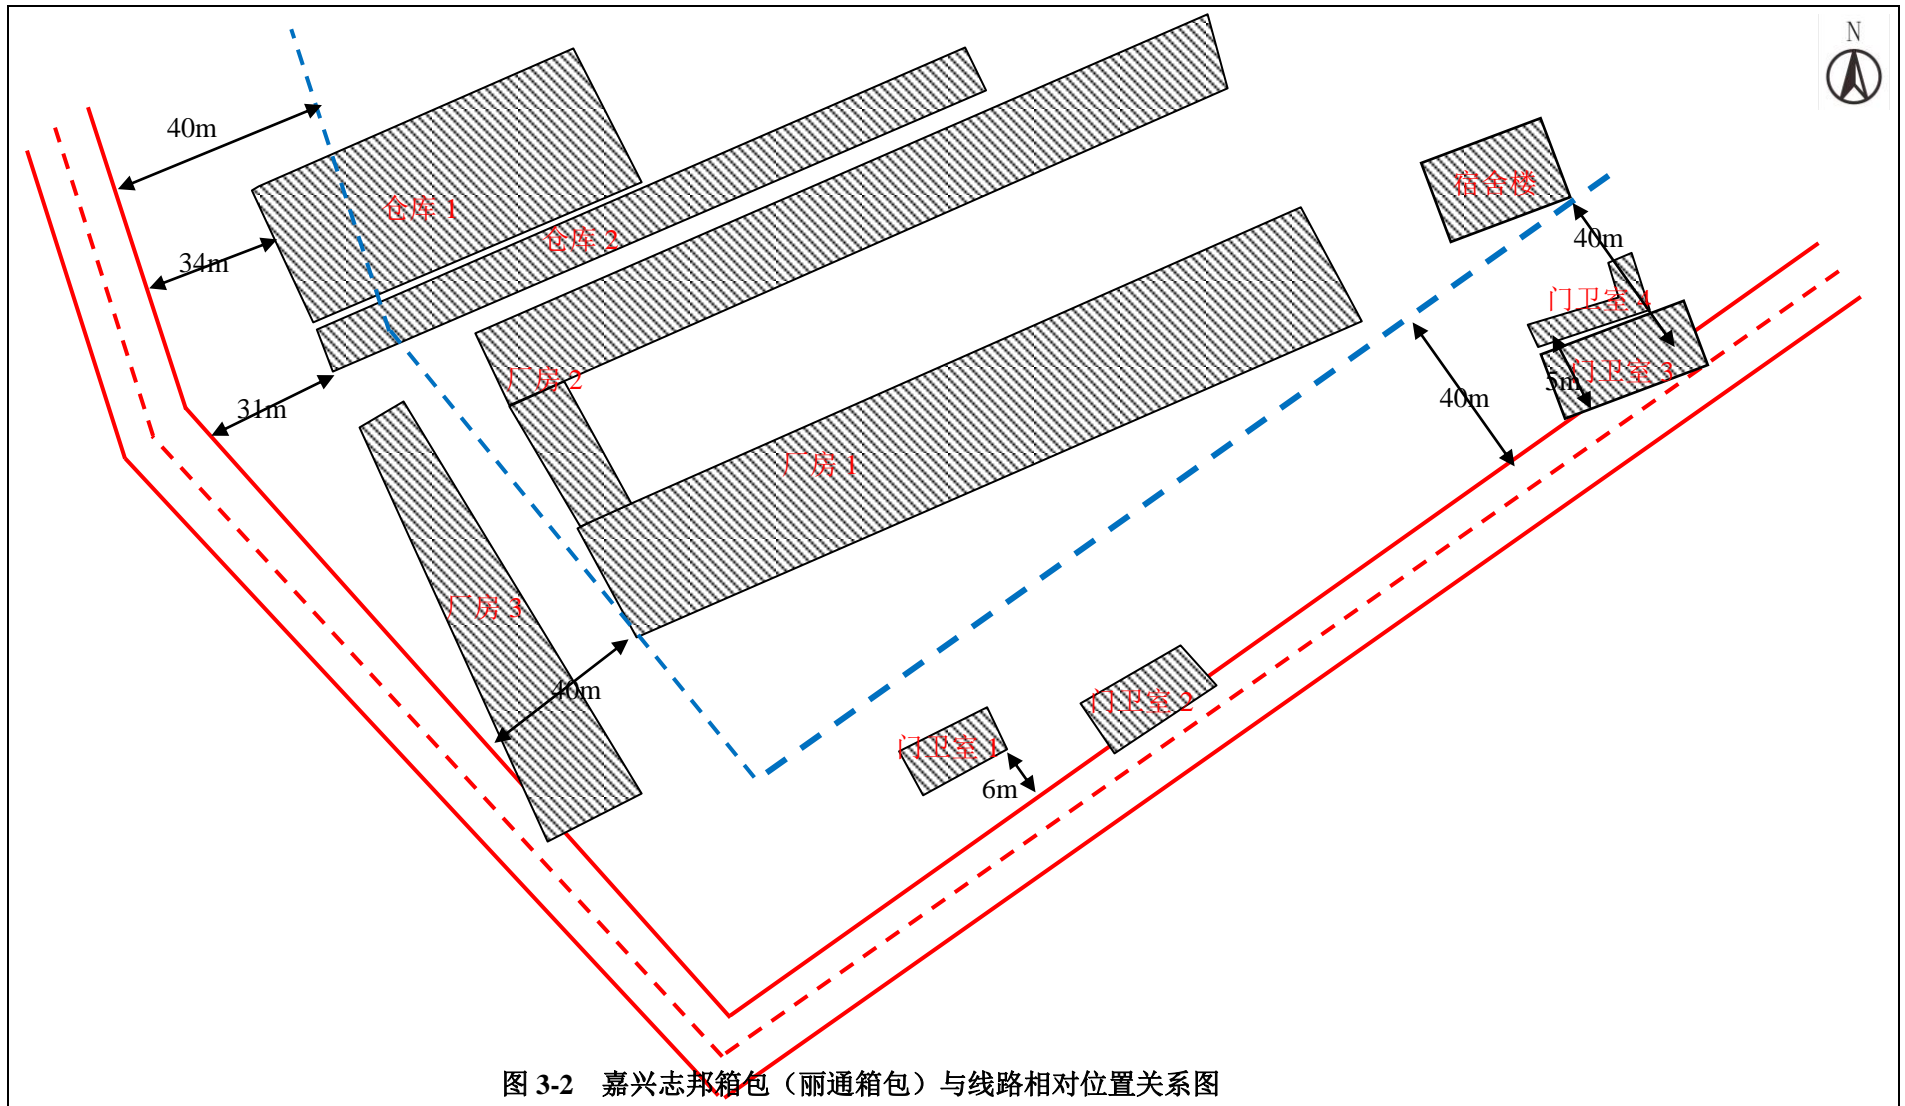 N
40m
仓库 1
34m
仓库 2
宿舍楼
40m
门卫室 4
厂房 2
门卫室 3
5m
31m
40m
厂房 1
厂房 3
40m
门卫室 2
门卫室 1
6m
图 3-2 嘉兴志邦箱包（丽通箱包）与线路相对位置关系图